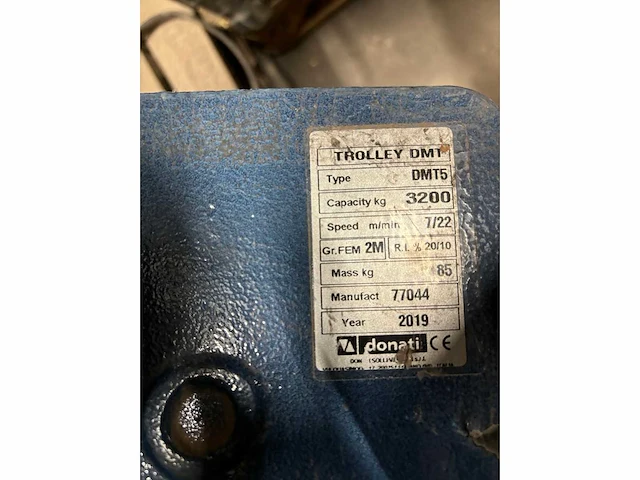 TROLLEY DMT
Type DMT5
Capacity kg 3200
Speed m/min 7/22
Gr.FEM 2M R.I. % 20/10
Mass kg 85
Manufact 77044
Year 2019
donati CE